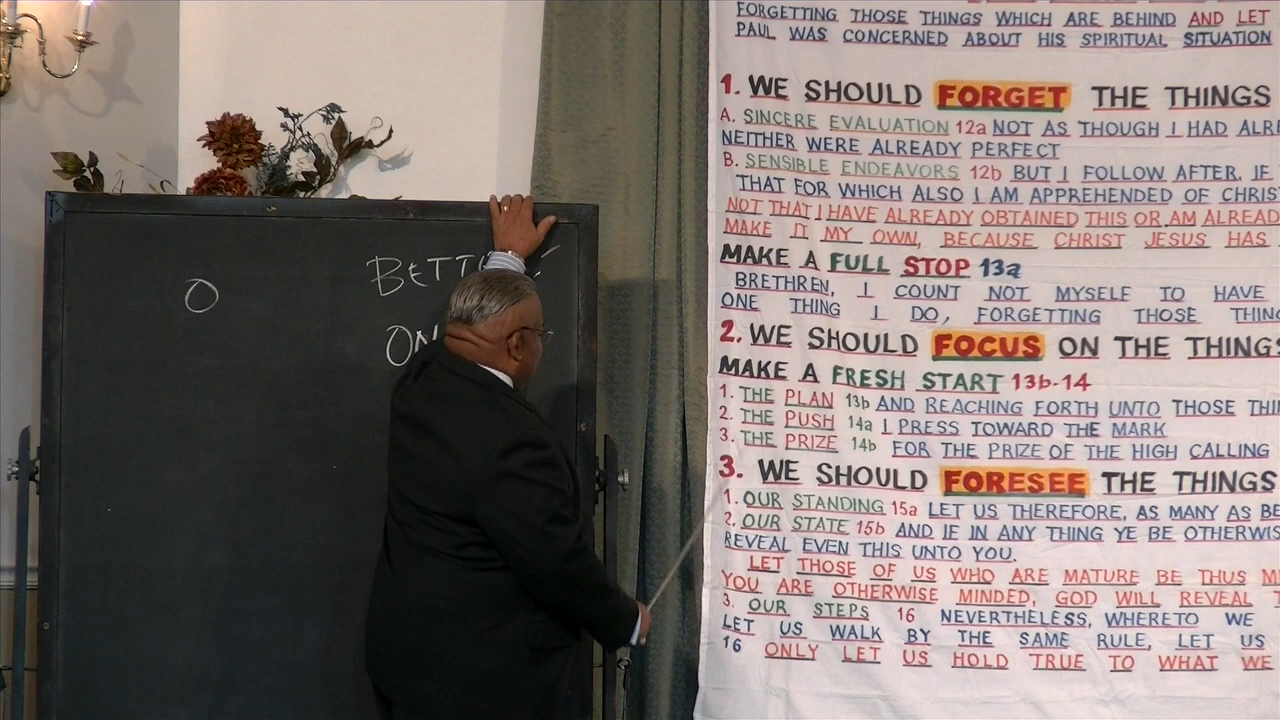 O
ON
FORGETTING THOSE THINGS WHICH ARE BEHIND AND LET
PAUL WAS CONCERNED ABOUT HIS SPIRITUAL SITUATION
1. WE SHOULD FORGET THE THINGS
A. SINCERE EVALUATION 12a NOT AS THOUGH I HAD
NEITHER WERE ALREADY PERFECT
B. SENSIBLE ENDEAVORS 12b BUT I FOLLOW AFTER, IF
THAT FOR WHICH ALSO I AM APPREHENDED OF
NOT THAT I HAVE ALREADY OBTAINED THIS OR AM
MAKE IT MY OWN, BECAUSE CHRIST JESUS HAS
MAKE A FULL STOP 13a
BRETHREN, I COUNT NOT MYSELF TO HAVE
ONE THING I DO, FORGETTING THOSE
2. WE SHOULD FOCUS ON THE THINGS
MAKE A FRESH START 13b-14
1. THE PLAN 13b AND REACHING FORTH UNTO THOSE
2. THE PUSH 14a I PRESS TOWARD THE MARK
3. THE PRIZE 14b FOR THE PRIZE OF THE HIGH CALLING
3. WE SHOULD FORESEE THE THINGS
1. OUR STANDING 15a LET US THEREFORE, AS MANY AS BE
2. OUR STATE 15b AND IF IN ANY THING YE BE
REVEAL EVEN THIS UNTO YOU.
LET THOSE OF US WHO ARE MATURE BE THUS
YOU ARE OTHERWISE MINDED, GOD WILL REVEAL
3. OUR STEPS 16 NEVERTHELESS, WHERETO WE
LET US WALK BY THE SAME RULE, LET US
16 ONLY LET US HOLD TRUE TO WHAT WE